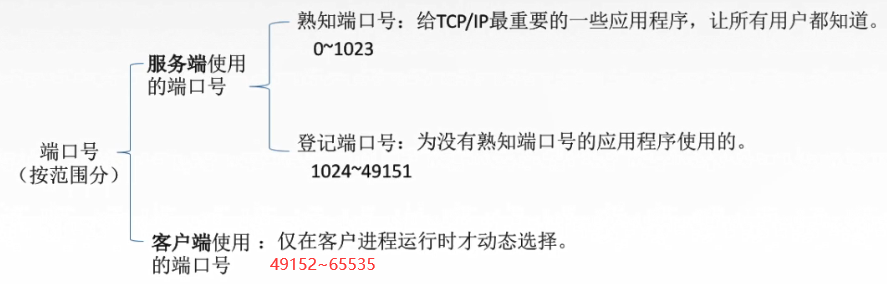 熟知端口号：给TCP/IP最重要的一些应用程序，让所有用户都知道。
0~1023
服务端使用
的端口号
登记端口号：为没有熟知端口号的应用程序使用的。
1024~49151
端口号
（按范围分）
客户端使用
的端口号
：仅在客户进程运行时才动态选择。
49152~65535